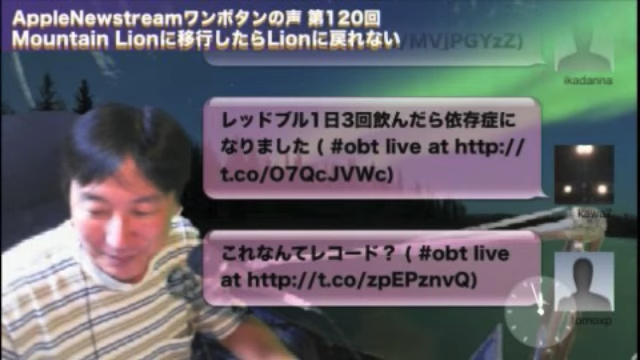 AppleNewstreamワンボタンの声 第120回
Mountain Lionに移行したらLionに戻れない
/MVjPGYzZ)
ikadanna
レッドブル1日3回飲んだら依存症に
なりました ( #obt live at http://
t.co/O7QcJVWc)
kawaz
これなんてレコード？ ( #obt live
at http://t.co/zpEPznvQ)
tomoxp